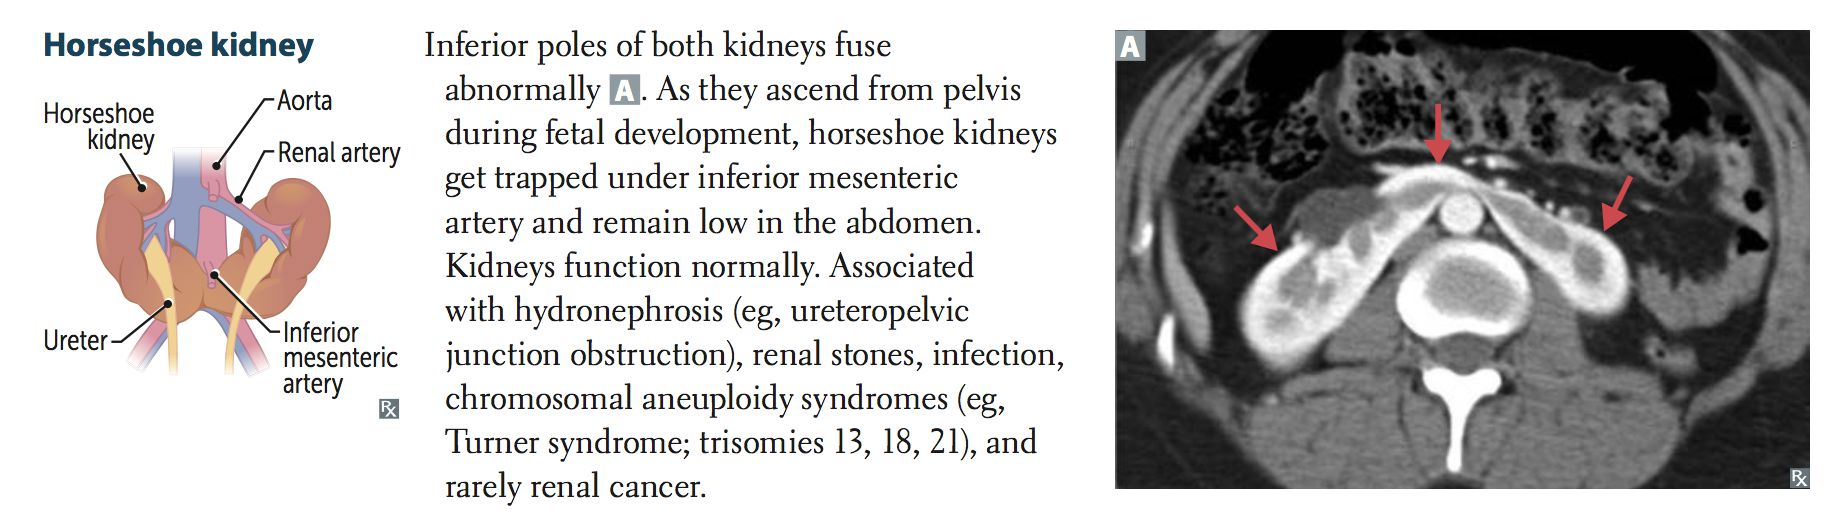 Horseshoe kidney
Horseshoe
kidney
Aorta
Renal artery
Ureter
Inferior
mesenteric
artery
Rx
Inferior poles of both kidneys fuse
abnormally A. As they ascend from pelvis
during fetal development, horseshoe kidneys
get trapped under inferior mesenteric
artery and remain low in the abdomen.
Kidneys function normally. Associated
with hydronephrosis (eg, ureteropelvic
junction obstruction), renal stones, infection,
chromosomal aneuploidy syndromes (eg,
Turner syndrome; trisomies 13, 18, 21), and
rarely renal cancer.
A
Rx